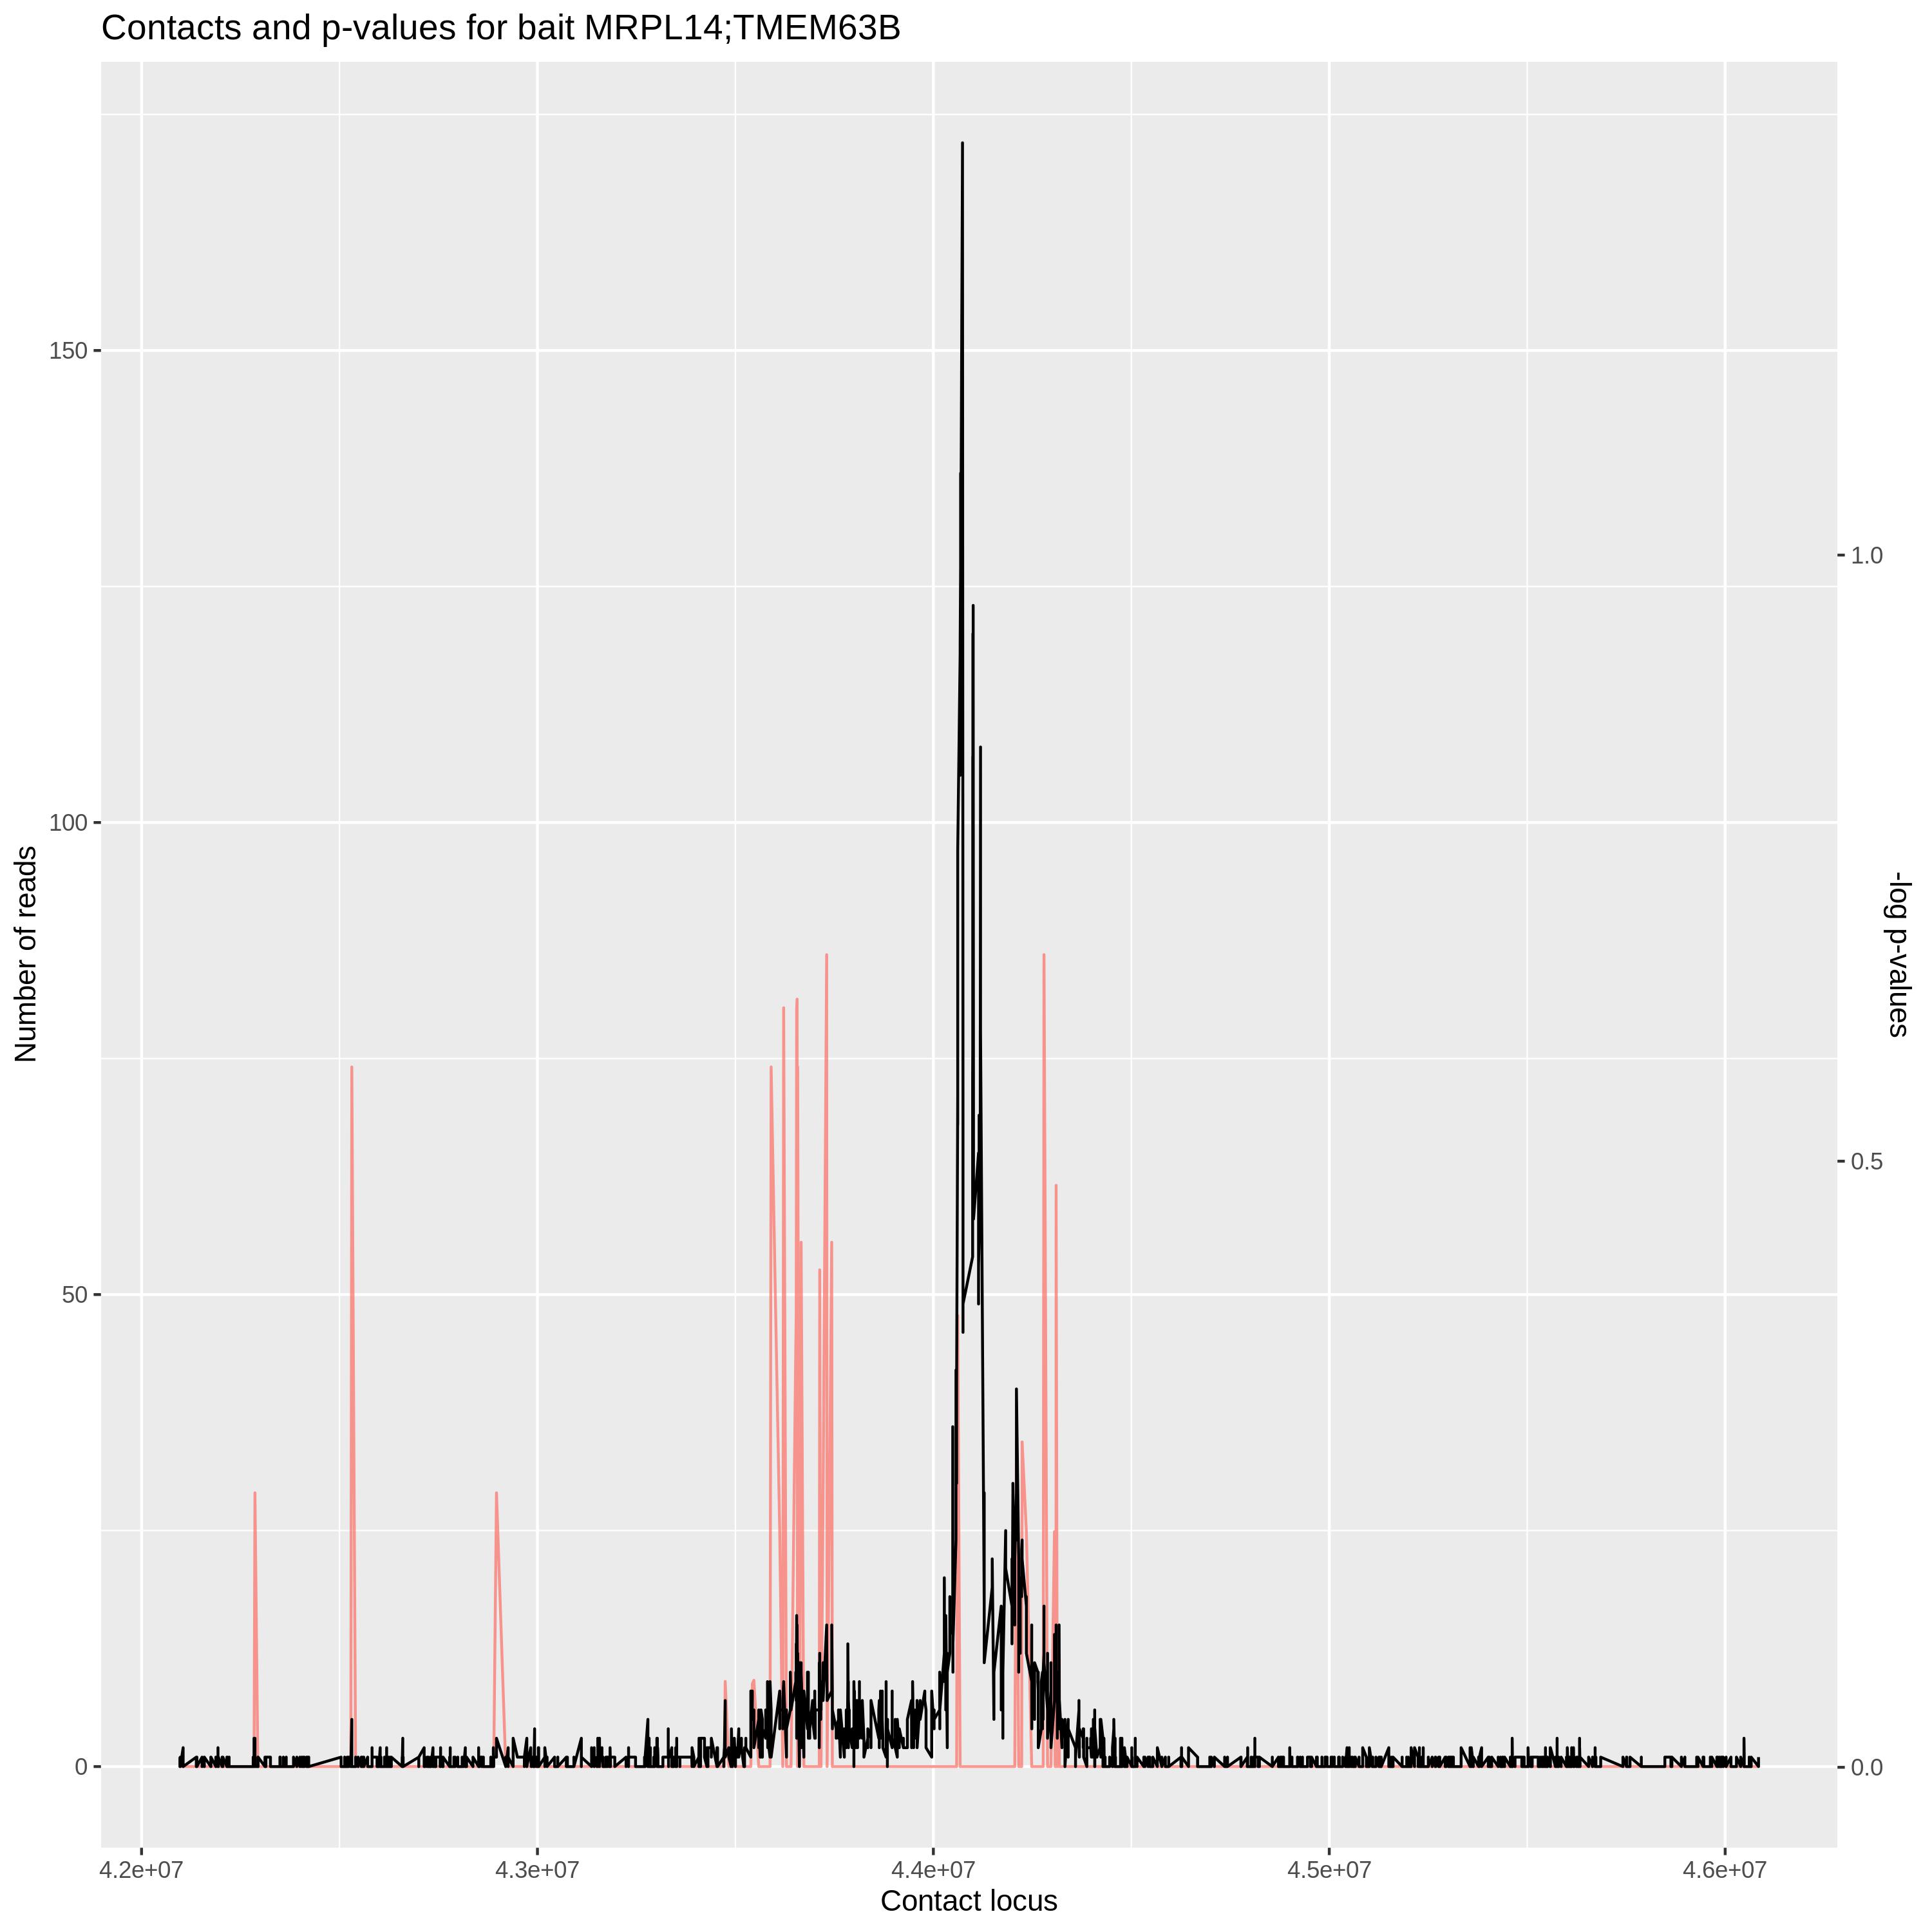 Contacts and p-values for bait MRPL14;TMEM63B
150
100
50
0
Number of reads
1.0
0.5
0.0
-log p-values
4.2e+07
4.3e+07
4.4e+07
4.5e+07
4.6e+07
Contact locus